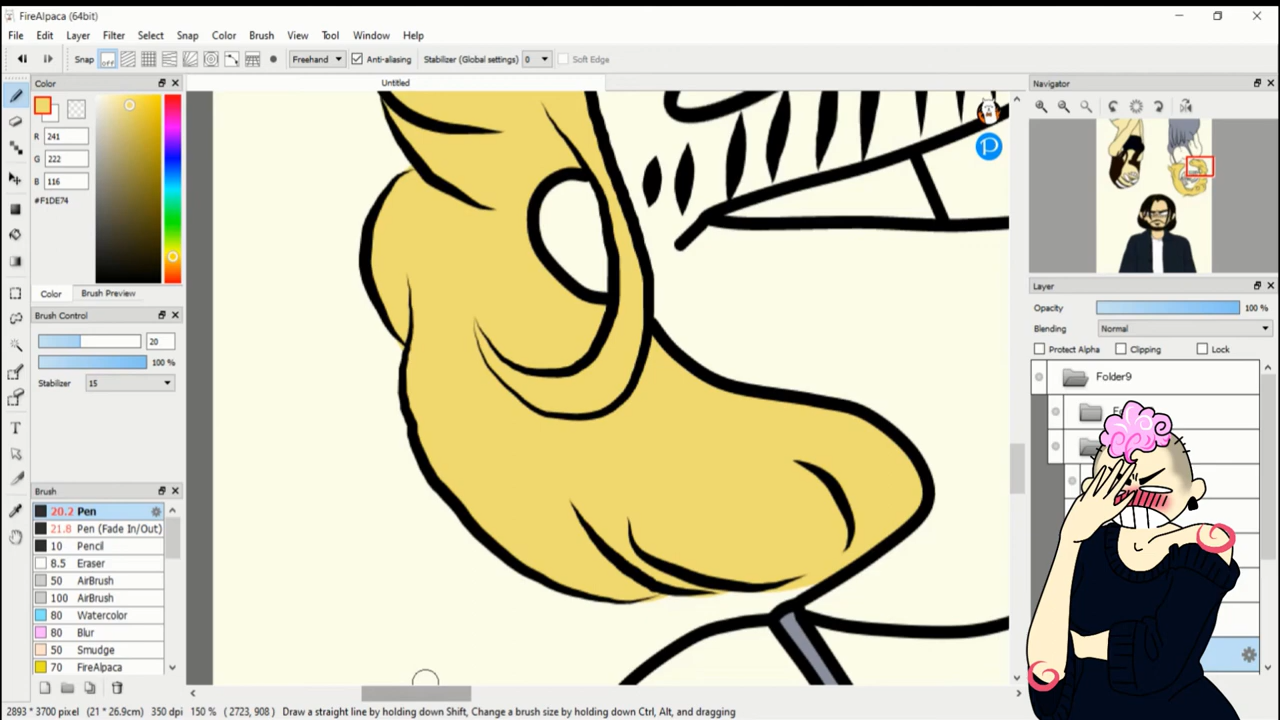 FireAlpaca (64bit)
File Edit Layer Filter Select Snap Color Brush View Tool Window Help
Snap off Freehand Anti-aliasing Stabilizer (Global settings) 0 Soft Edge
Color Untitled Navigator
R 241
G 222
B 116
#F1DE74
Color Brush Preview
Brush Control
20
100 %
Stabilizer 15
Brush
20.2 Pen
21.8 Pen (Fade In/Out)
10 Pencil
8.5 Eraser
50 AirBrush
100 AirBrush
80 Watercolor
80 Blur
50 Smudge
70 FireAlpaca
Layer
Opacity 100 %
Blending Normal
Protect Alpha Clipping Lock
Folder9
2893 * 3700 pixel (21 * 26.9cm) 350 dpi 150 % ( 2723, 908 ) Draw a straight line by holding down Shift, Change a brush size by holding down Ctrl, Alt, and dragging